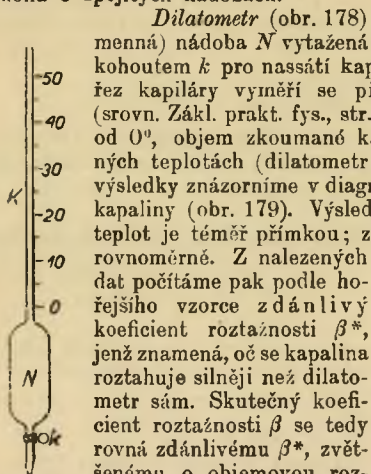 Dilatometr (obr. 178)
menná) nádoba N vytažená
kohoutem k pro nassátí kap
řez kapiláry vyměří se př
(srovn. Zákl. prakt. fys., str.
od 0⁰, objem zkoumané ka
ných teplotách (dilatometr
výsledky znázorníme v diagr
kapaliny (obr. 179). Výsled
teplot je téměř přímkou; z
rovnoměrné. Z nalezených
dat počítáme pak podle ho-
řejšího vzorce zdánlivý
koeficient roztažnosti β*,
jenž znamená, oč se kapalina
roztahuje silněji než dilato-
metr sám. Skutečný koefi-
cient roztažnosti β se tedy
rovná zdánlivému β*, zvět-
šenému o objemovou roz-
50
40
30
K
20
10
0
N
k